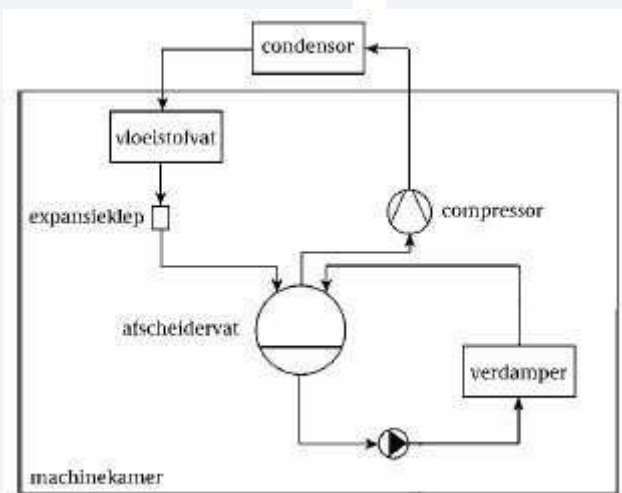 condensor
vloeistofvat
expansieklep
compressor
afscheidervat
verdamper
machinekamer